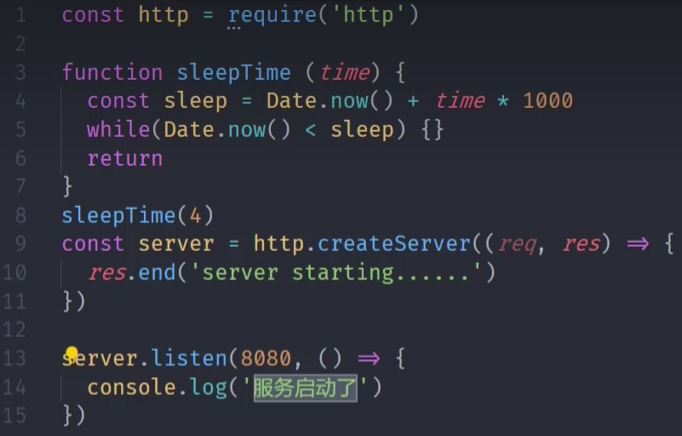 1 const http = require('http')
2
3 function sleepTime (time) {
4 const sleep = Date.now() + time * 1000
5 while(Date.now() < sleep) {}
6 return
7 }
8 sleepTime(4)
9 const server = http.createServer((req, res) => {
10 res.end('server starting......')
11 })
12
13 server.listen(8080, () => {
14 console.log('服务启动了')
15 })